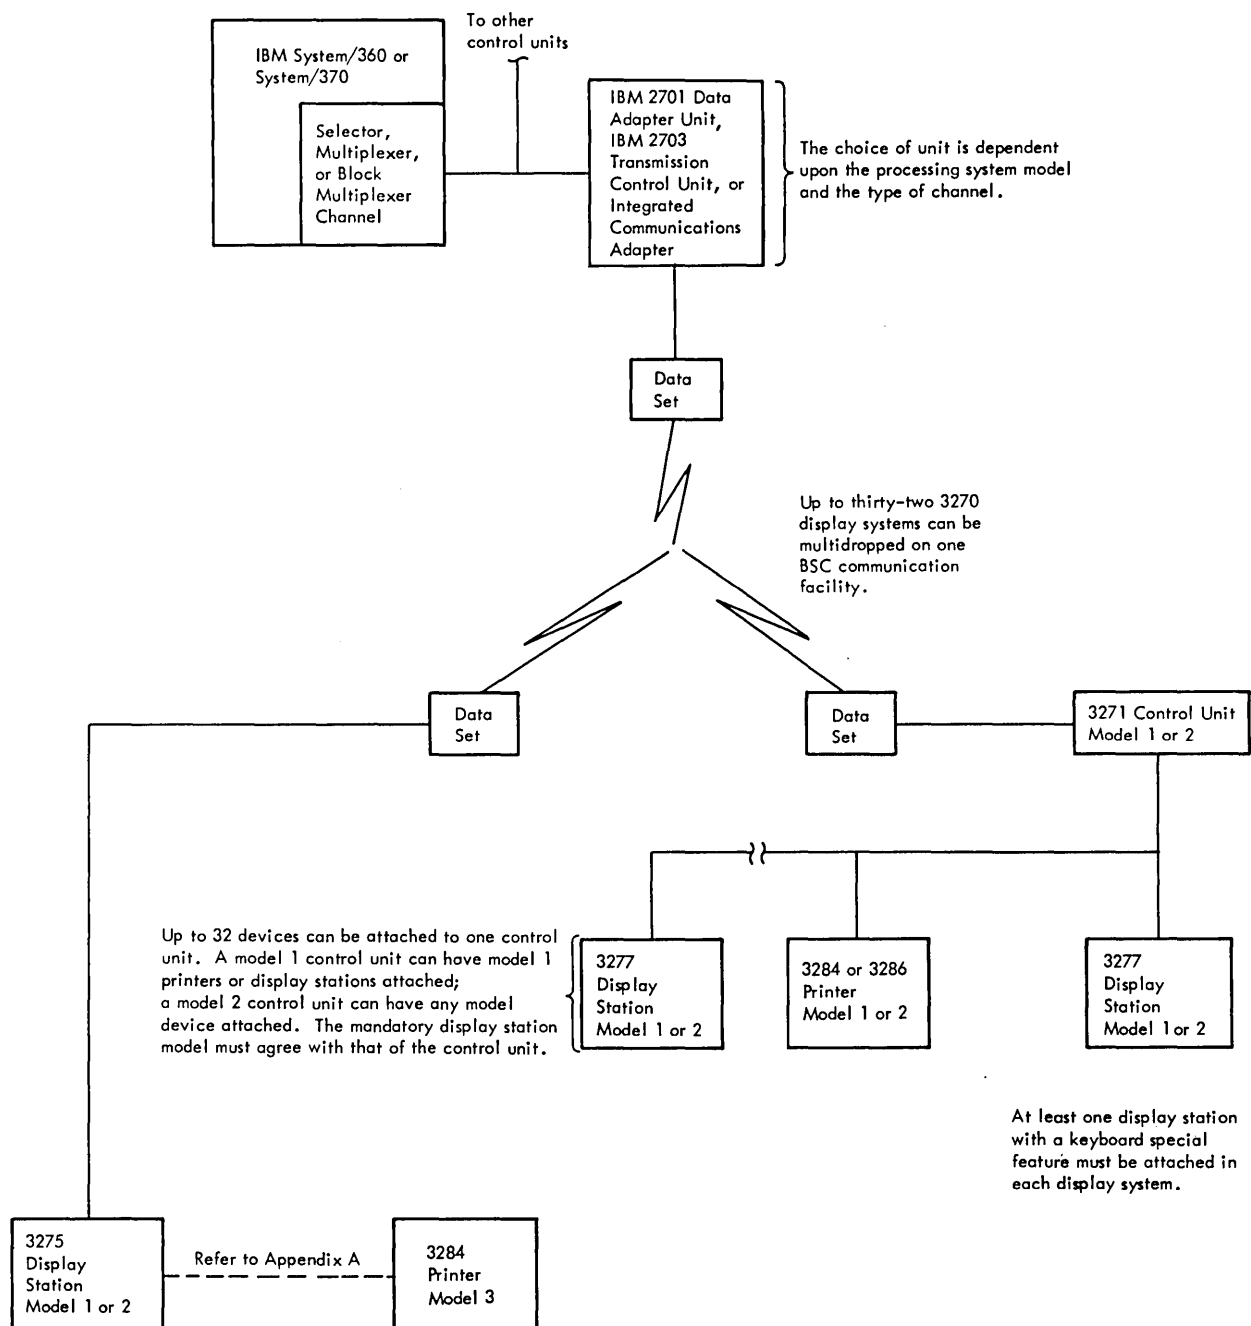 To other
control units
IBM System/360 or
System/370
Selector,
Multiplexer,
or Block
Multiplexer
Channel
IBM 2701 Data
Adapter Unit,
IBM 2703
Transmission
Control Unit, or
Integrated
Communications
Adapter
The choice of unit is dependent
upon the processing system model
and the type of channel.
Data
Set
Up to thirty-two 3270
display systems can be
multidropped on one
BSC communication
facility.
Data
Set
Data
Set
3271 Control Unit
Model 1 or 2
Up to 32 devices can be attached to one control
unit. A model 1 control unit can have model 1
printers or display stations attached;
a model 2 control unit can have any model
device attached. The mandatory display station
model must agree with that of the control unit.
3277
Display
Station
Model 1 or 2
3284 or 3286
Printer
Model 1 or 2
3277
Display
Station
Model 1 or 2
At least one display station
with a keyboard special
feature must be attached in
each display system.
3275
Display
Station
Model 1 or 2
Refer to Appendix A
3284
Printer
Model 3